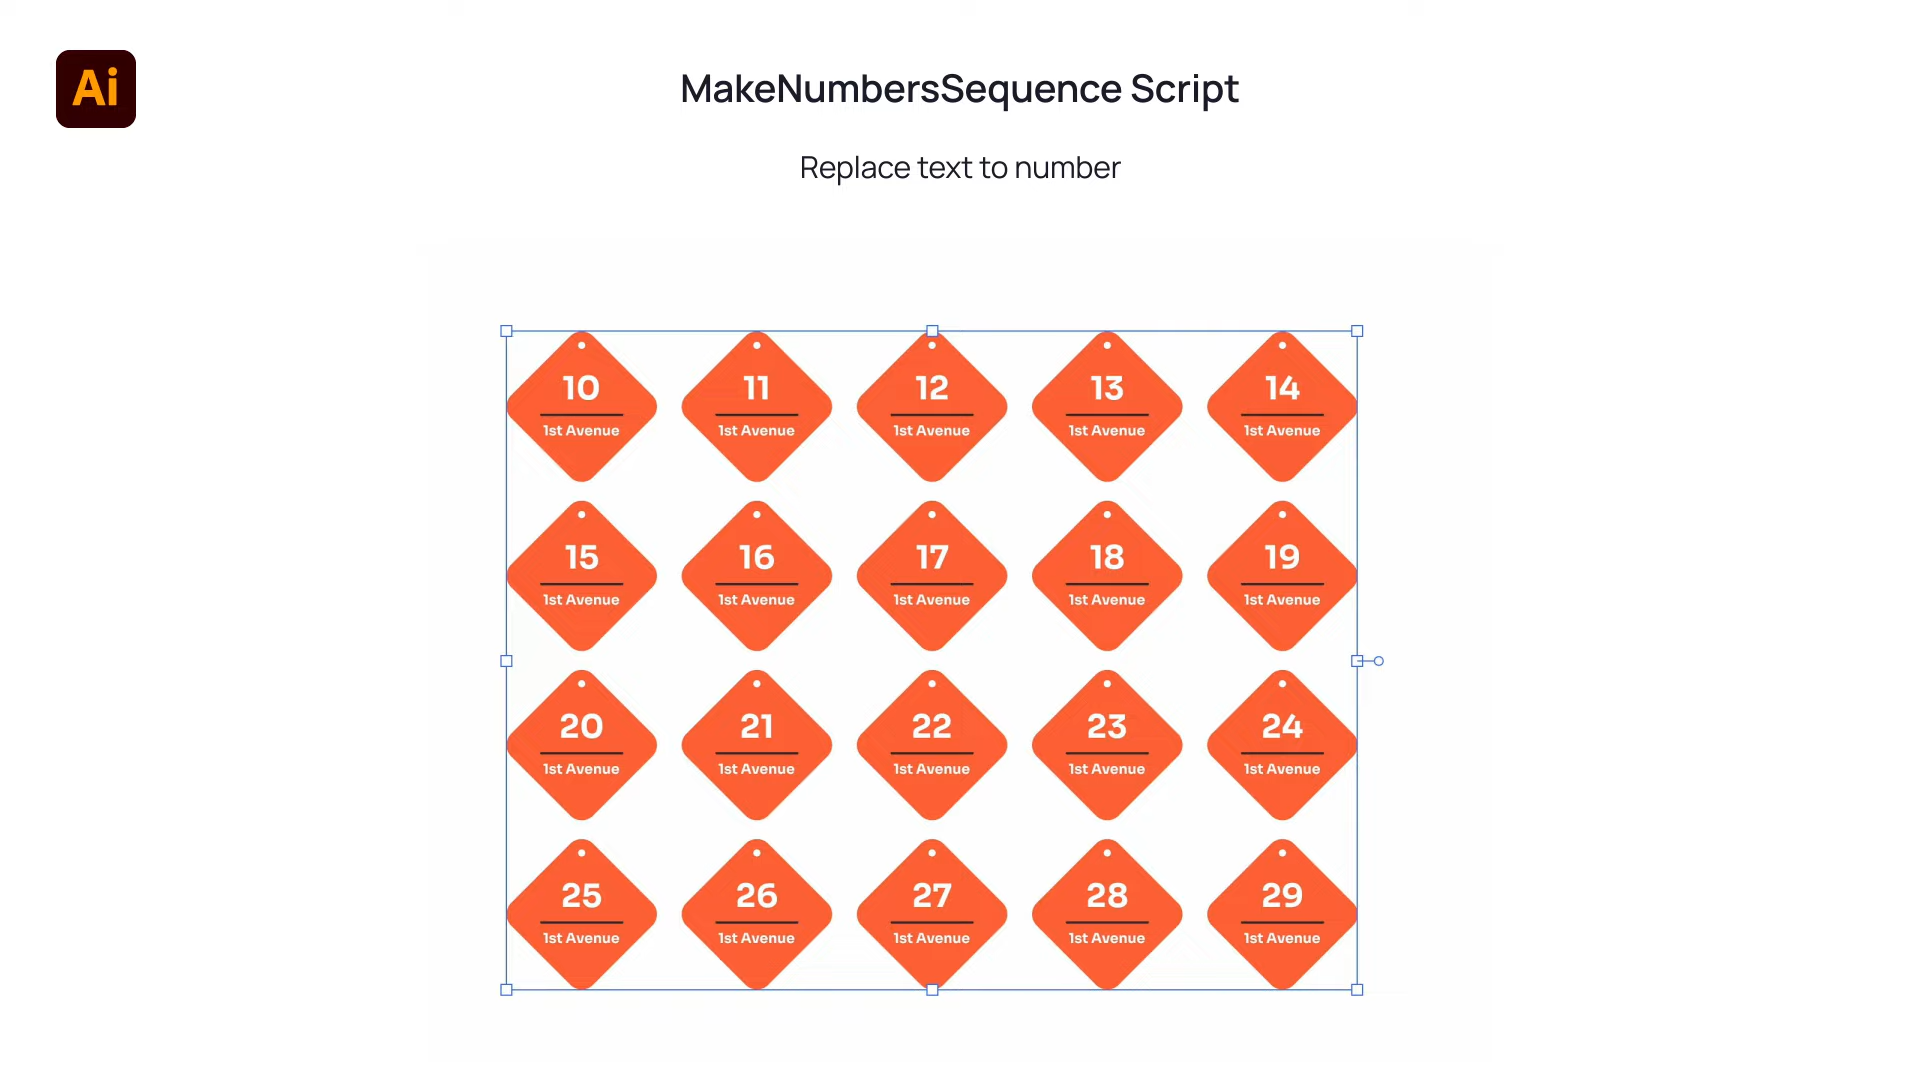 Ai
MakeNumbersSequence Script
Replace text to number
10 11 12 13 14
1st Avenue 1st Avenue 1st Avenue 1st Avenue 1st Avenue
15 16 17 18 19
1st Avenue 1st Avenue 1st Avenue 1st Avenue 1st Avenue
20 21 22 23 24
1st Avenue 1st Avenue 1st Avenue 1st Avenue 1st Avenue
25 26 27 28 29
1st Avenue 1st Avenue 1st Avenue 1st Avenue 1st Avenue